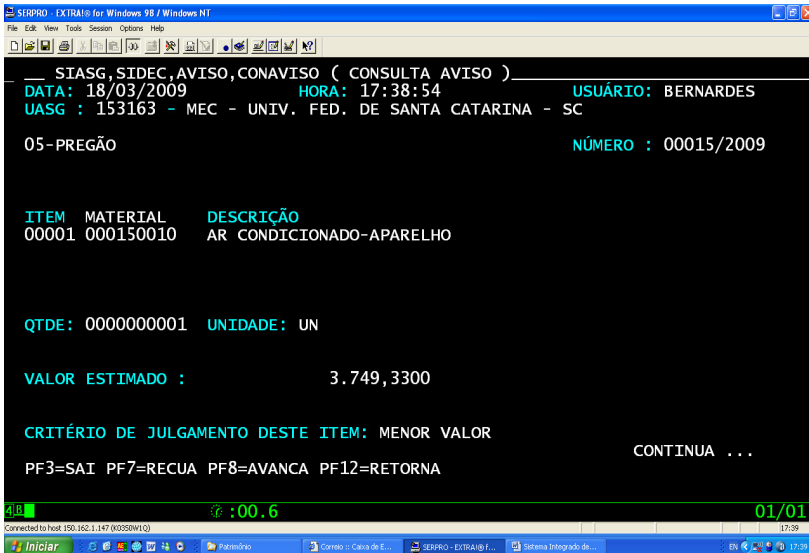 SERPRO - EXTRA!® for Windows 98 / Windows NT
File Edit View Tools Session Options Help
__ SIASG,SIDEC,AVISO,CONAVISO ( CONSULTA AVISO )
DATA: 18/03/2009 HORA: 17:38:54 USUÁRIO: BERNARDES
UASG : 153163 - MEC - UNIV. FED. DE SANTA CATARINA - SC
05-PREGÃO NÚMERO : 00015/2009
ITEM MATERIAL DESCRIÇÃO
00001 000150010 AR CONDICIONADO-APARELHO
QTDE: 0000000001 UNIDADE: UN
VALOR ESTIMADO : 3.749,3300
CRITÉRIO DE JULGAMENTO DESTE ITEM: MENOR VALOR
CONTINUA ...
PF3=SAI PF7=RECUA PF8=AVANCA PF12=RETORNA
4B :00.6 01/01
Connected to host 150.162.1.147 (K0350W1Q) 17:39
Iniciar Patrimônio Correio :: Caixa de E... SERPRO - EXTRA!® f... Sistema Integrado de... EN 17:39